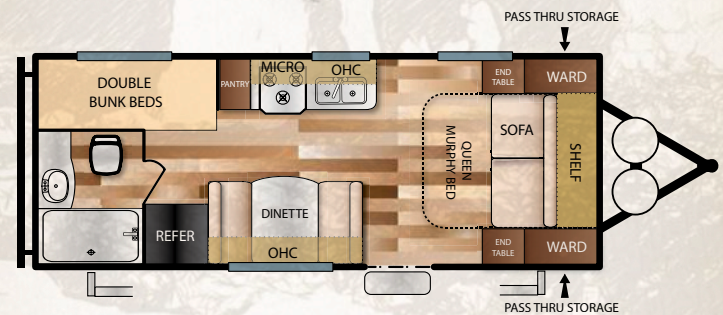 PASS THRU STORAGE
DOUBLE
BUNK BEDS
PANTRY
MICRO
OHC
END
TABLE
WARD
QUEEN
MURPHY BED
SOFA
SHELF
REFER
DINETTE
OHC
END
TABLE
WARD
PASS THRU STORAGE